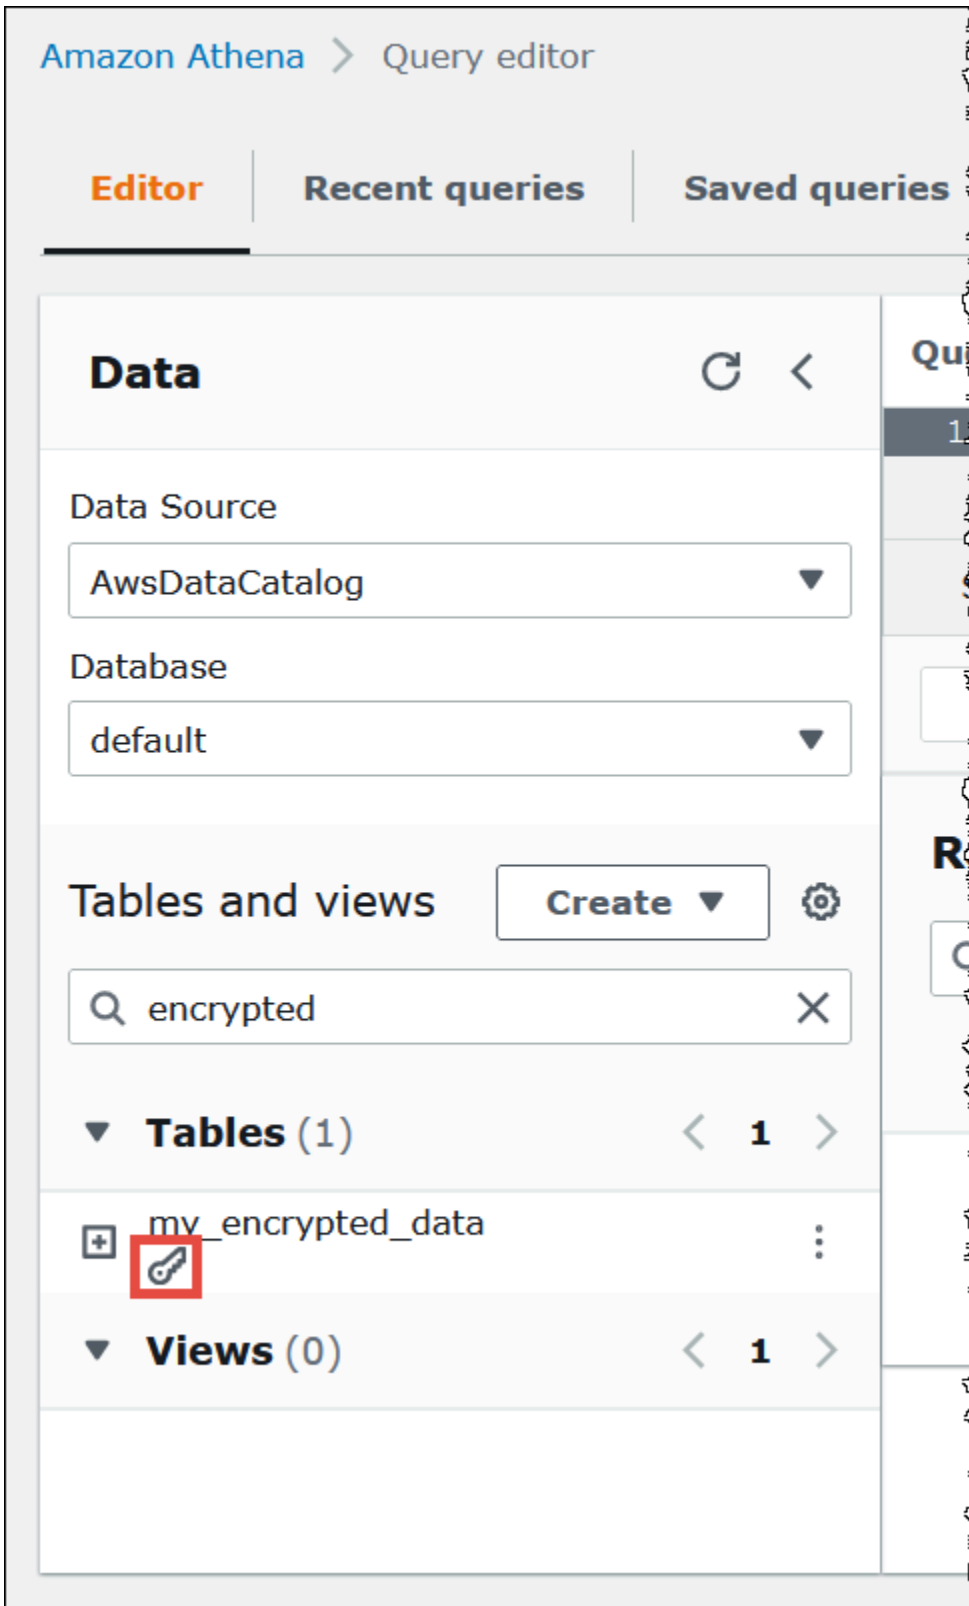 Amazon Athena > Query editor
Editor Recent queries Saved queries
Data
Data Source
AwsDataCatalog
Database
default
Tables and views Create
encrypted
Tables (1) < 1 >
my_encrypted_data
Views (0) < 1 >
1